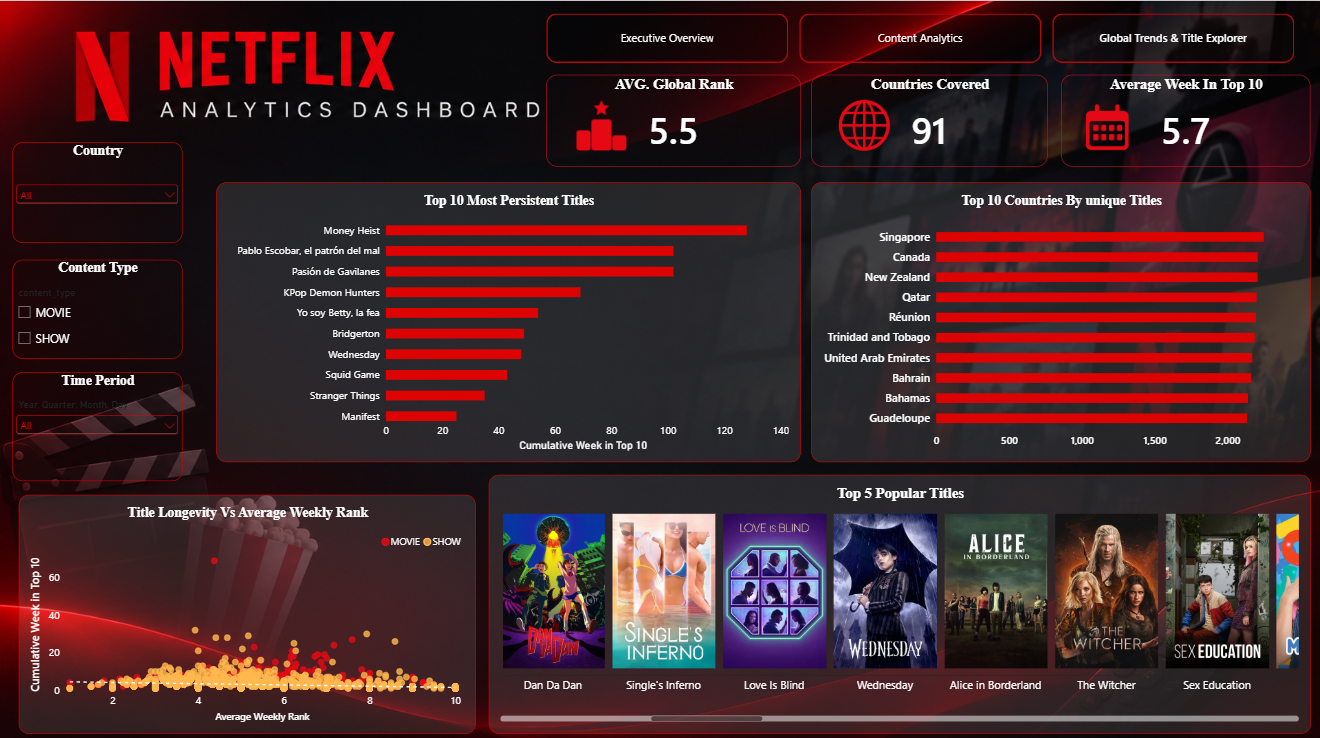 NETFLIX
ANALYTICS DASHBOARD
Executive Overview
Content Analytics
Global Trends & Title Explorer
AVG. Global Rank
5.5
Countries Covered
91
Average Week In Top 10
5.7
Country
All
Content Type
content_type
MOVIE
SHOW
Time Period
Year, Quarter, Month, Day
All
Top 10 Most Persistent Titles
Money Heist
Pablo Escobar, el patrón del mal
Pasión de Gavilanes
KPop Demon Hunters
Yo soy Betty, la fea
Bridgerton
Wednesday
Squid Game
Stranger Things
Manifest
0 20 40 60 80 100 120 140
Cumulative Week in Top 10
Top 10 Countries By unique Titles
Singapore
Canada
New Zealand
Qatar
Réunion
Trinidad and Tobago
United Arab Emirates
Bahrain
Bahamas
Guadeloupe
0 500 1,000 1,500 2,000
Title Longevity Vs Average Weekly Rank
MOVIE SHOW
Cumulative Week in Top 10
60
40
20
0
2 4 6 8 10
Average Weekly Rank
Top 5 Popular Titles
DAN DA DAN
SINGLE'S INFERNO
LOVE IS BLIND
WEDNESDAY
ALICE IN BORDERLAND
THE WITCHER
SEX EDUCATION
Dan Da Dan
Single's Inferno
Love Is Blind
Wednesday
Alice in Borderland
The Witcher
Sex Education